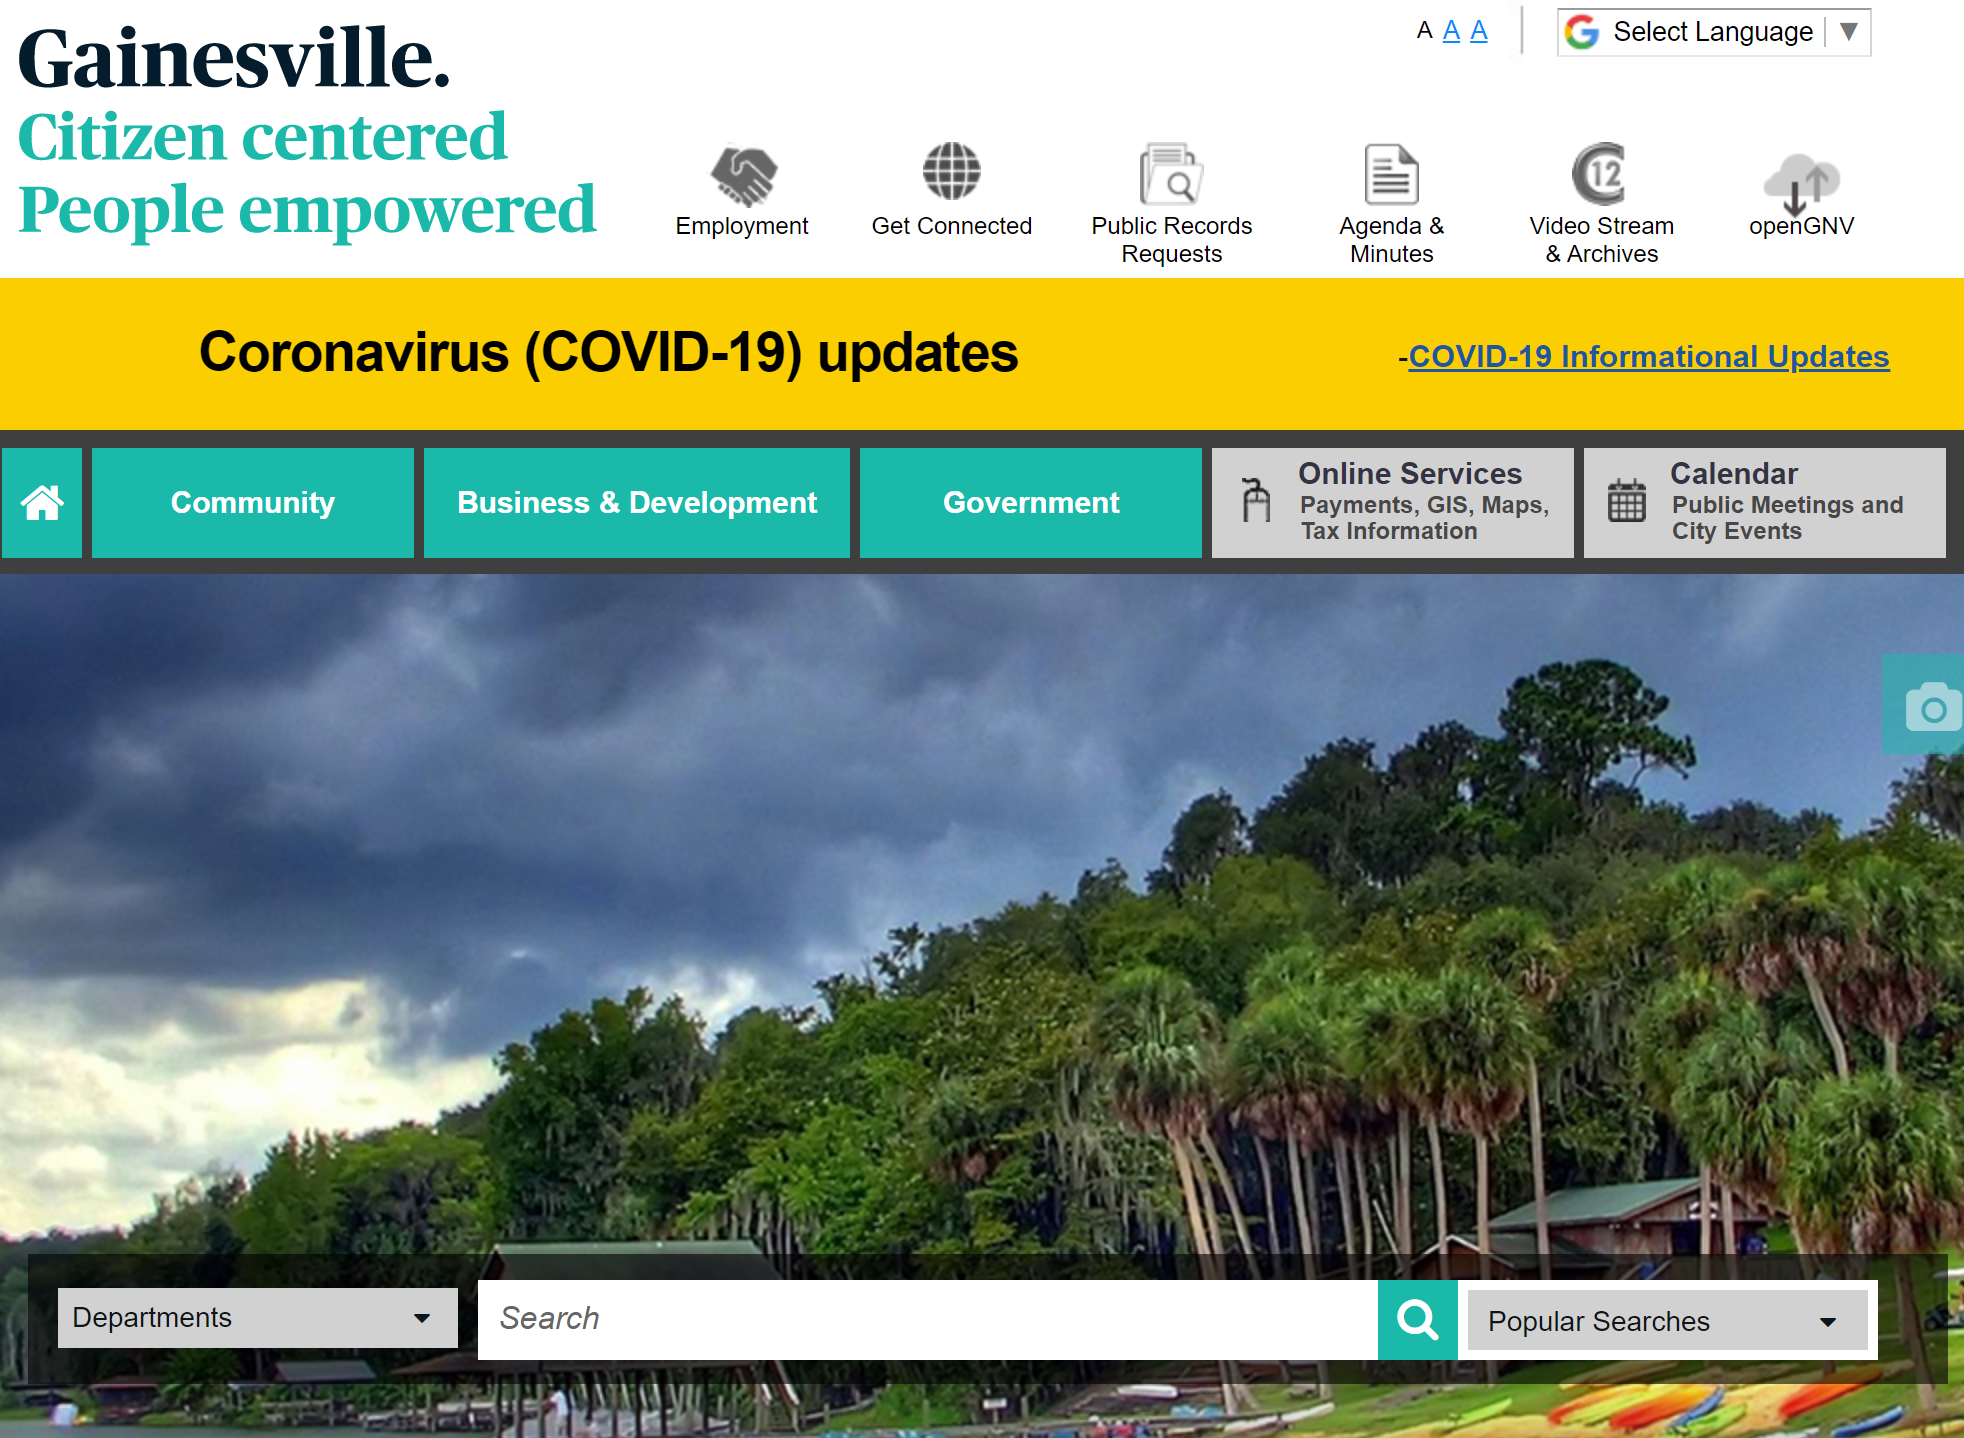 Gainesville.
Citizen centered
People empowered
A A A
Select Language ▼
Employment
Get Connected
Public Records
Requests
Agenda &
Minutes
12
Video Stream
& Archives
openGNV
Coronavirus (COVID-19) updates
-COVID-19 Informational Updates
Community
Business & Development
Government
Online Services
Payments, GIS, Maps,
Tax Information
Calendar
Public Meetings and
City Events
Departments
Search
Popular Searches